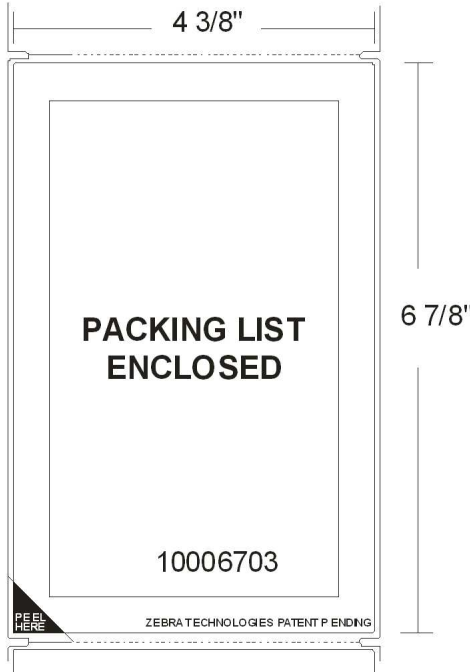 4 3/8"
6 7/8"
PACKING LIST
ENCLOSED
10006703
PEEL
HERE
ZEBRA TECHNOLOGIES PATENT PENDING